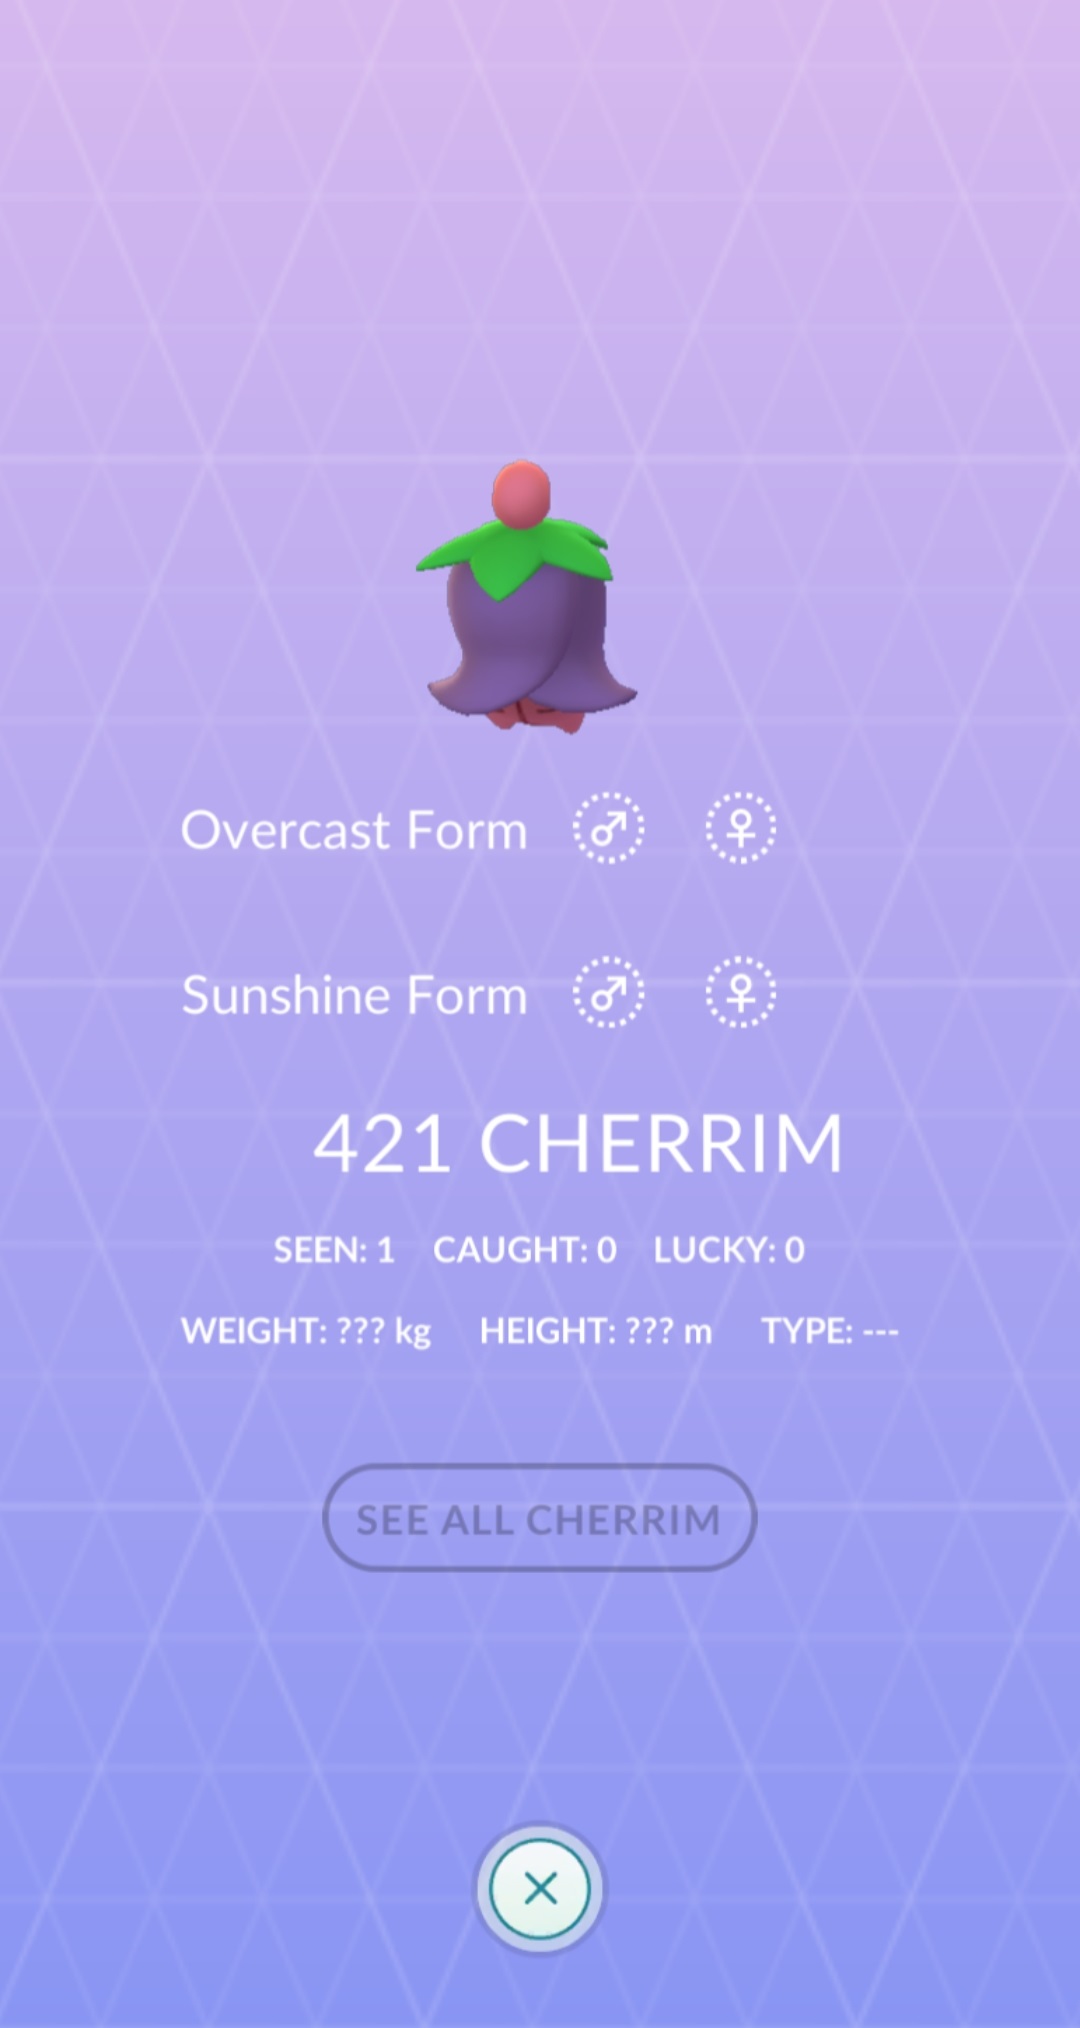 Overcast Form ♂ ♀
Sunshine Form ♂ ♀
421 CHERRIM
SEEN: 1 CAUGHT: 0 LUCKY: 0
WEIGHT: ??? kg HEIGHT: ??? m TYPE: ---
SEE ALL CHERRIM